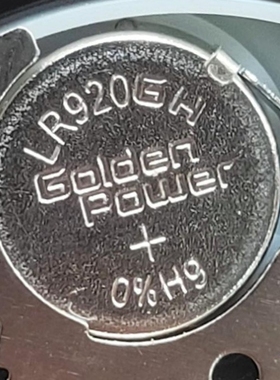 LR920GH
Golden
Power
+
0%Hg